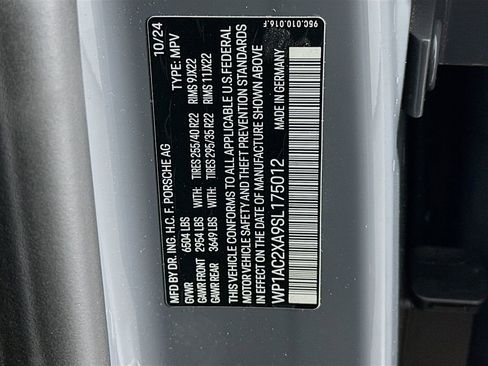 95C.010.016.F
MFD BY DR. ING. H.C. F. PORSCHE AG 10/24
TYPE: MPV
GVWR 6504 LBS
GAWR FRONT 2954 LBS WITH: TIRES 255/40 R22 RIMS 9JX22
GAWR REAR 3649 LBS WITH: TIRES 295/35 R22 RIMS 11JX22
THIS VEHICLE CONFORMS TO ALL APPLICABLE U.S. FEDERAL
MOTOR VEHICLE SAFETY AND THEFT PREVENTION STANDARDS
IN EFFECT ON THE DATE OF MANUFACTURE SHOWN ABOVE
WP1AC2XA9SL175012 MADE IN GERMANY